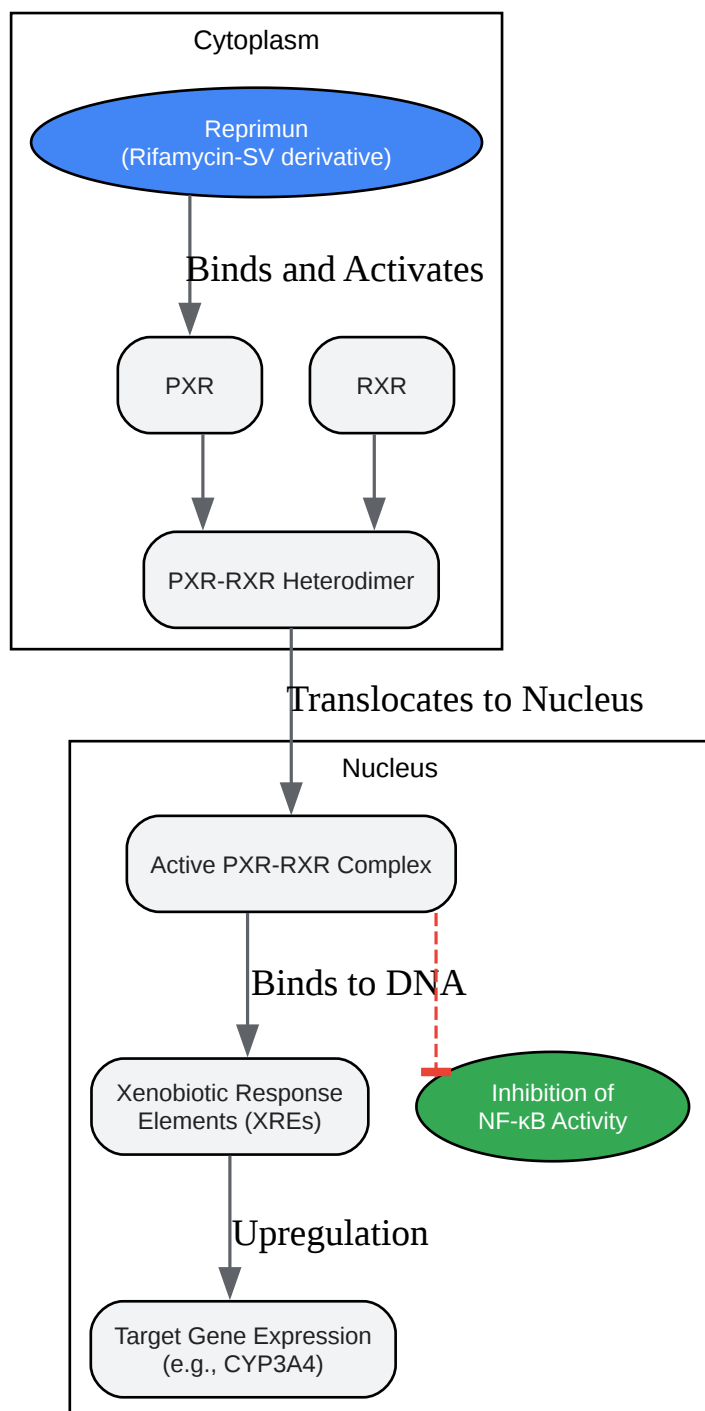 Cytoplasm
Reprimun
(Rifamycin-SV derivative)
Binds and Activates
PXR
RXR
PXR-RXR Heterodimer
Translocates to Nucleus
Nucleus
Active PXR-RXR Complex
Binds to DNA
Xenobiotic Response
Elements (XREs)
Inhibition of
NF-κB Activity
Upregulation
Target Gene Expression
(e.g., CYP3A4)